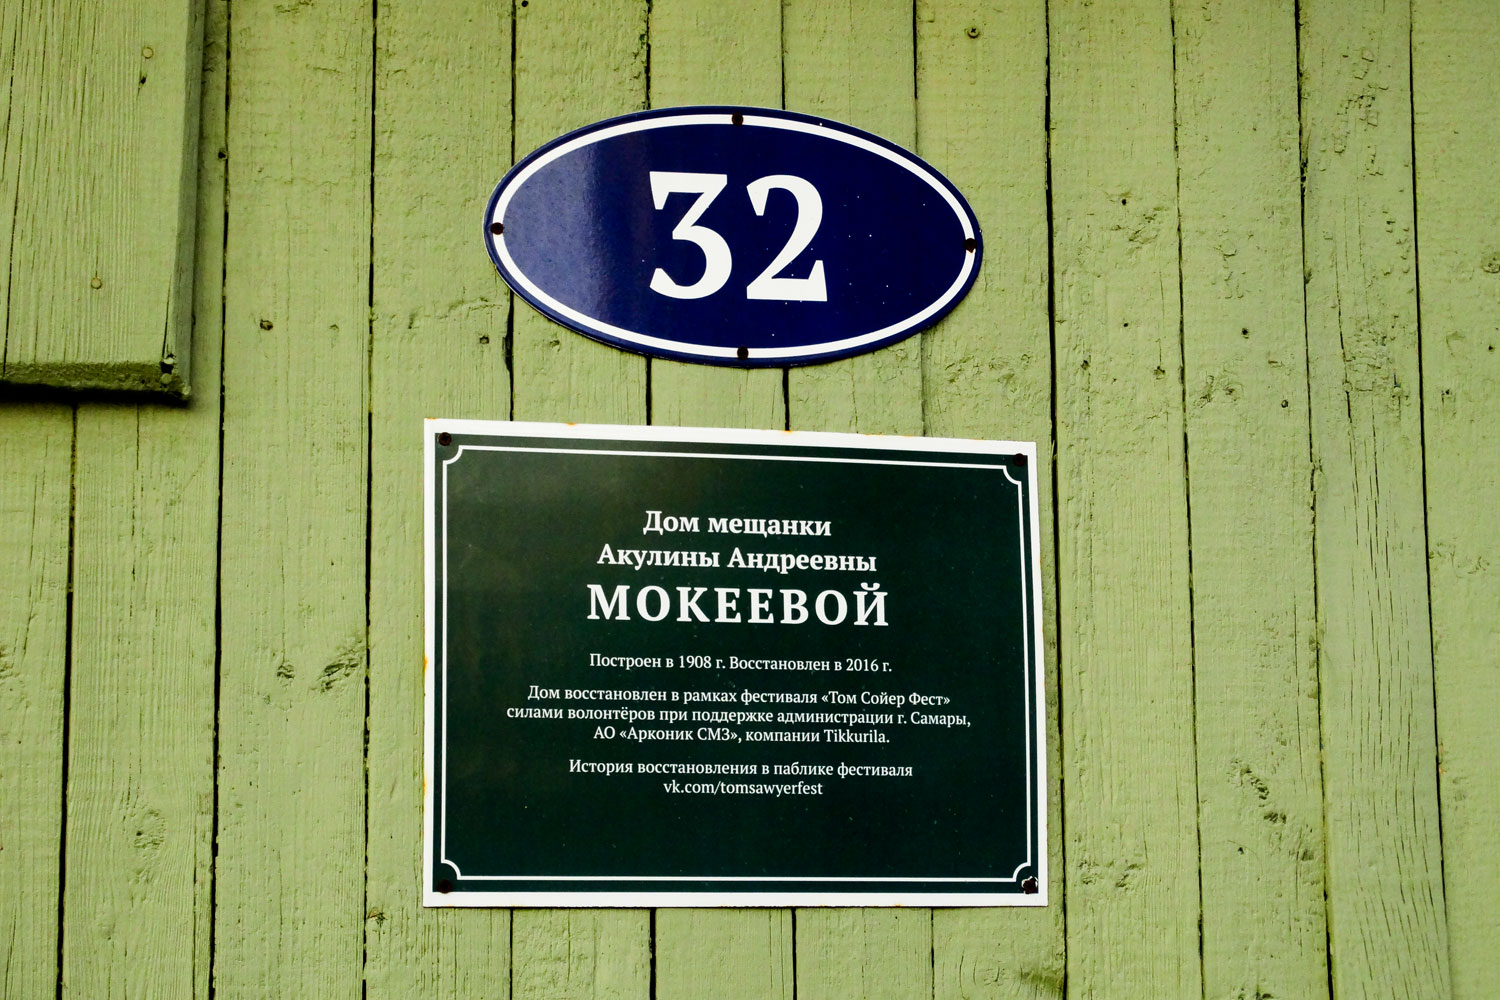 32
Дом мещанки
Акулины Андреевны
МОКЕЕВОЙ
Построен в 1908 г. Восстановлен в 2016 г.
Дом восстановлен в рамках фестиваля «Том Сойер Фест»
силами волонтёров при поддержке администрации г. Самары,
АО «Арконик СМЗ», компании Tikkurila.
История восстановления в паблике фестиваля
vk.com/tomsawyerfest